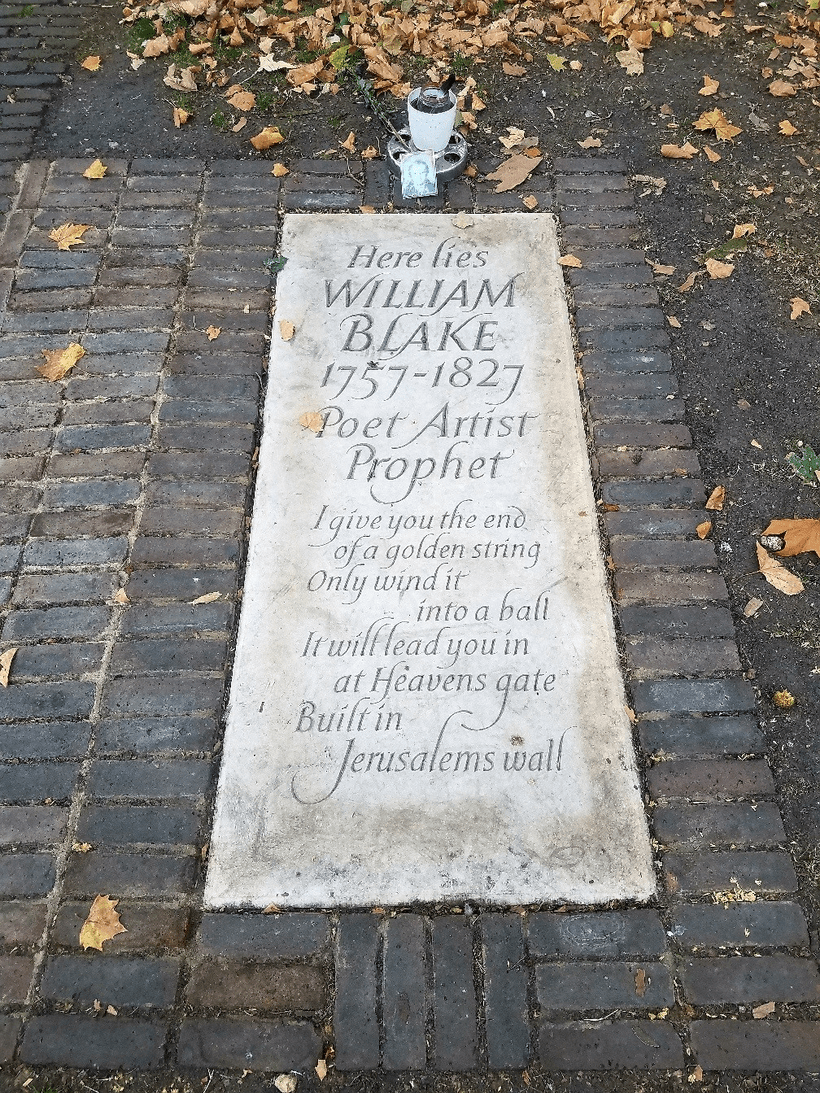 Here lies
WILLIAM
BLAKE
1757-1827
Poet Artist
Prophet
I give you the end
of a golden string
Only wind it
into a ball
It will lead you in
at Heavens gate
Built in
Jerusalems wall